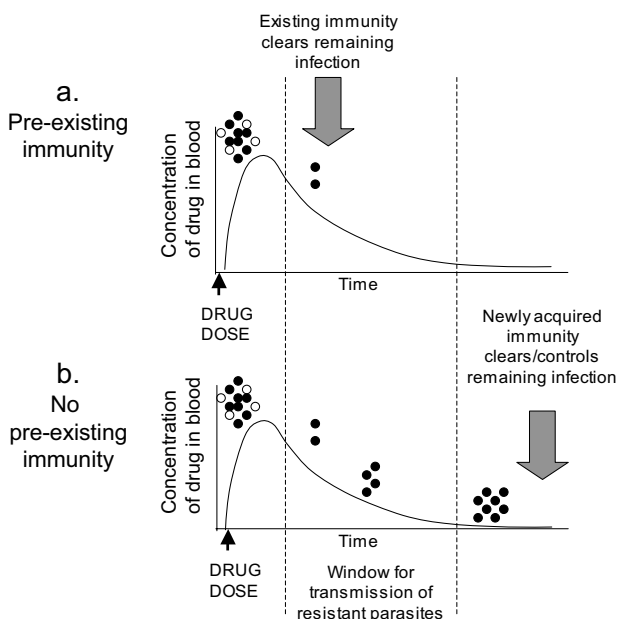 Existing immunity
clears remaining
infection
a.
Pre-existing
immunity
Concentration
of drug in blood
Time
DRUG
DOSE
Newly acquired
immunity
clears/controls
remaining infection
b.
No
pre-existing
immunity
Concentration
of drug in blood
Time
DRUG
DOSE
Window for
transmission of
resistant parasites